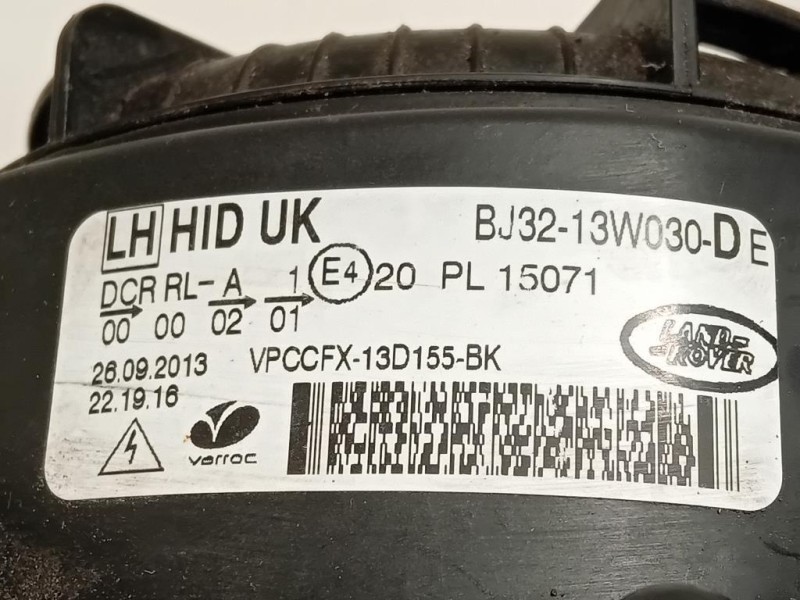 LH HID UK BJ32-13W030-D E
DCR RL- A 1 E4 20 PL 15071
00 00 02 01
26.09.2013 VPCCFX-13D155-BK
22.19.16
LAND-
-ROVER
varroc